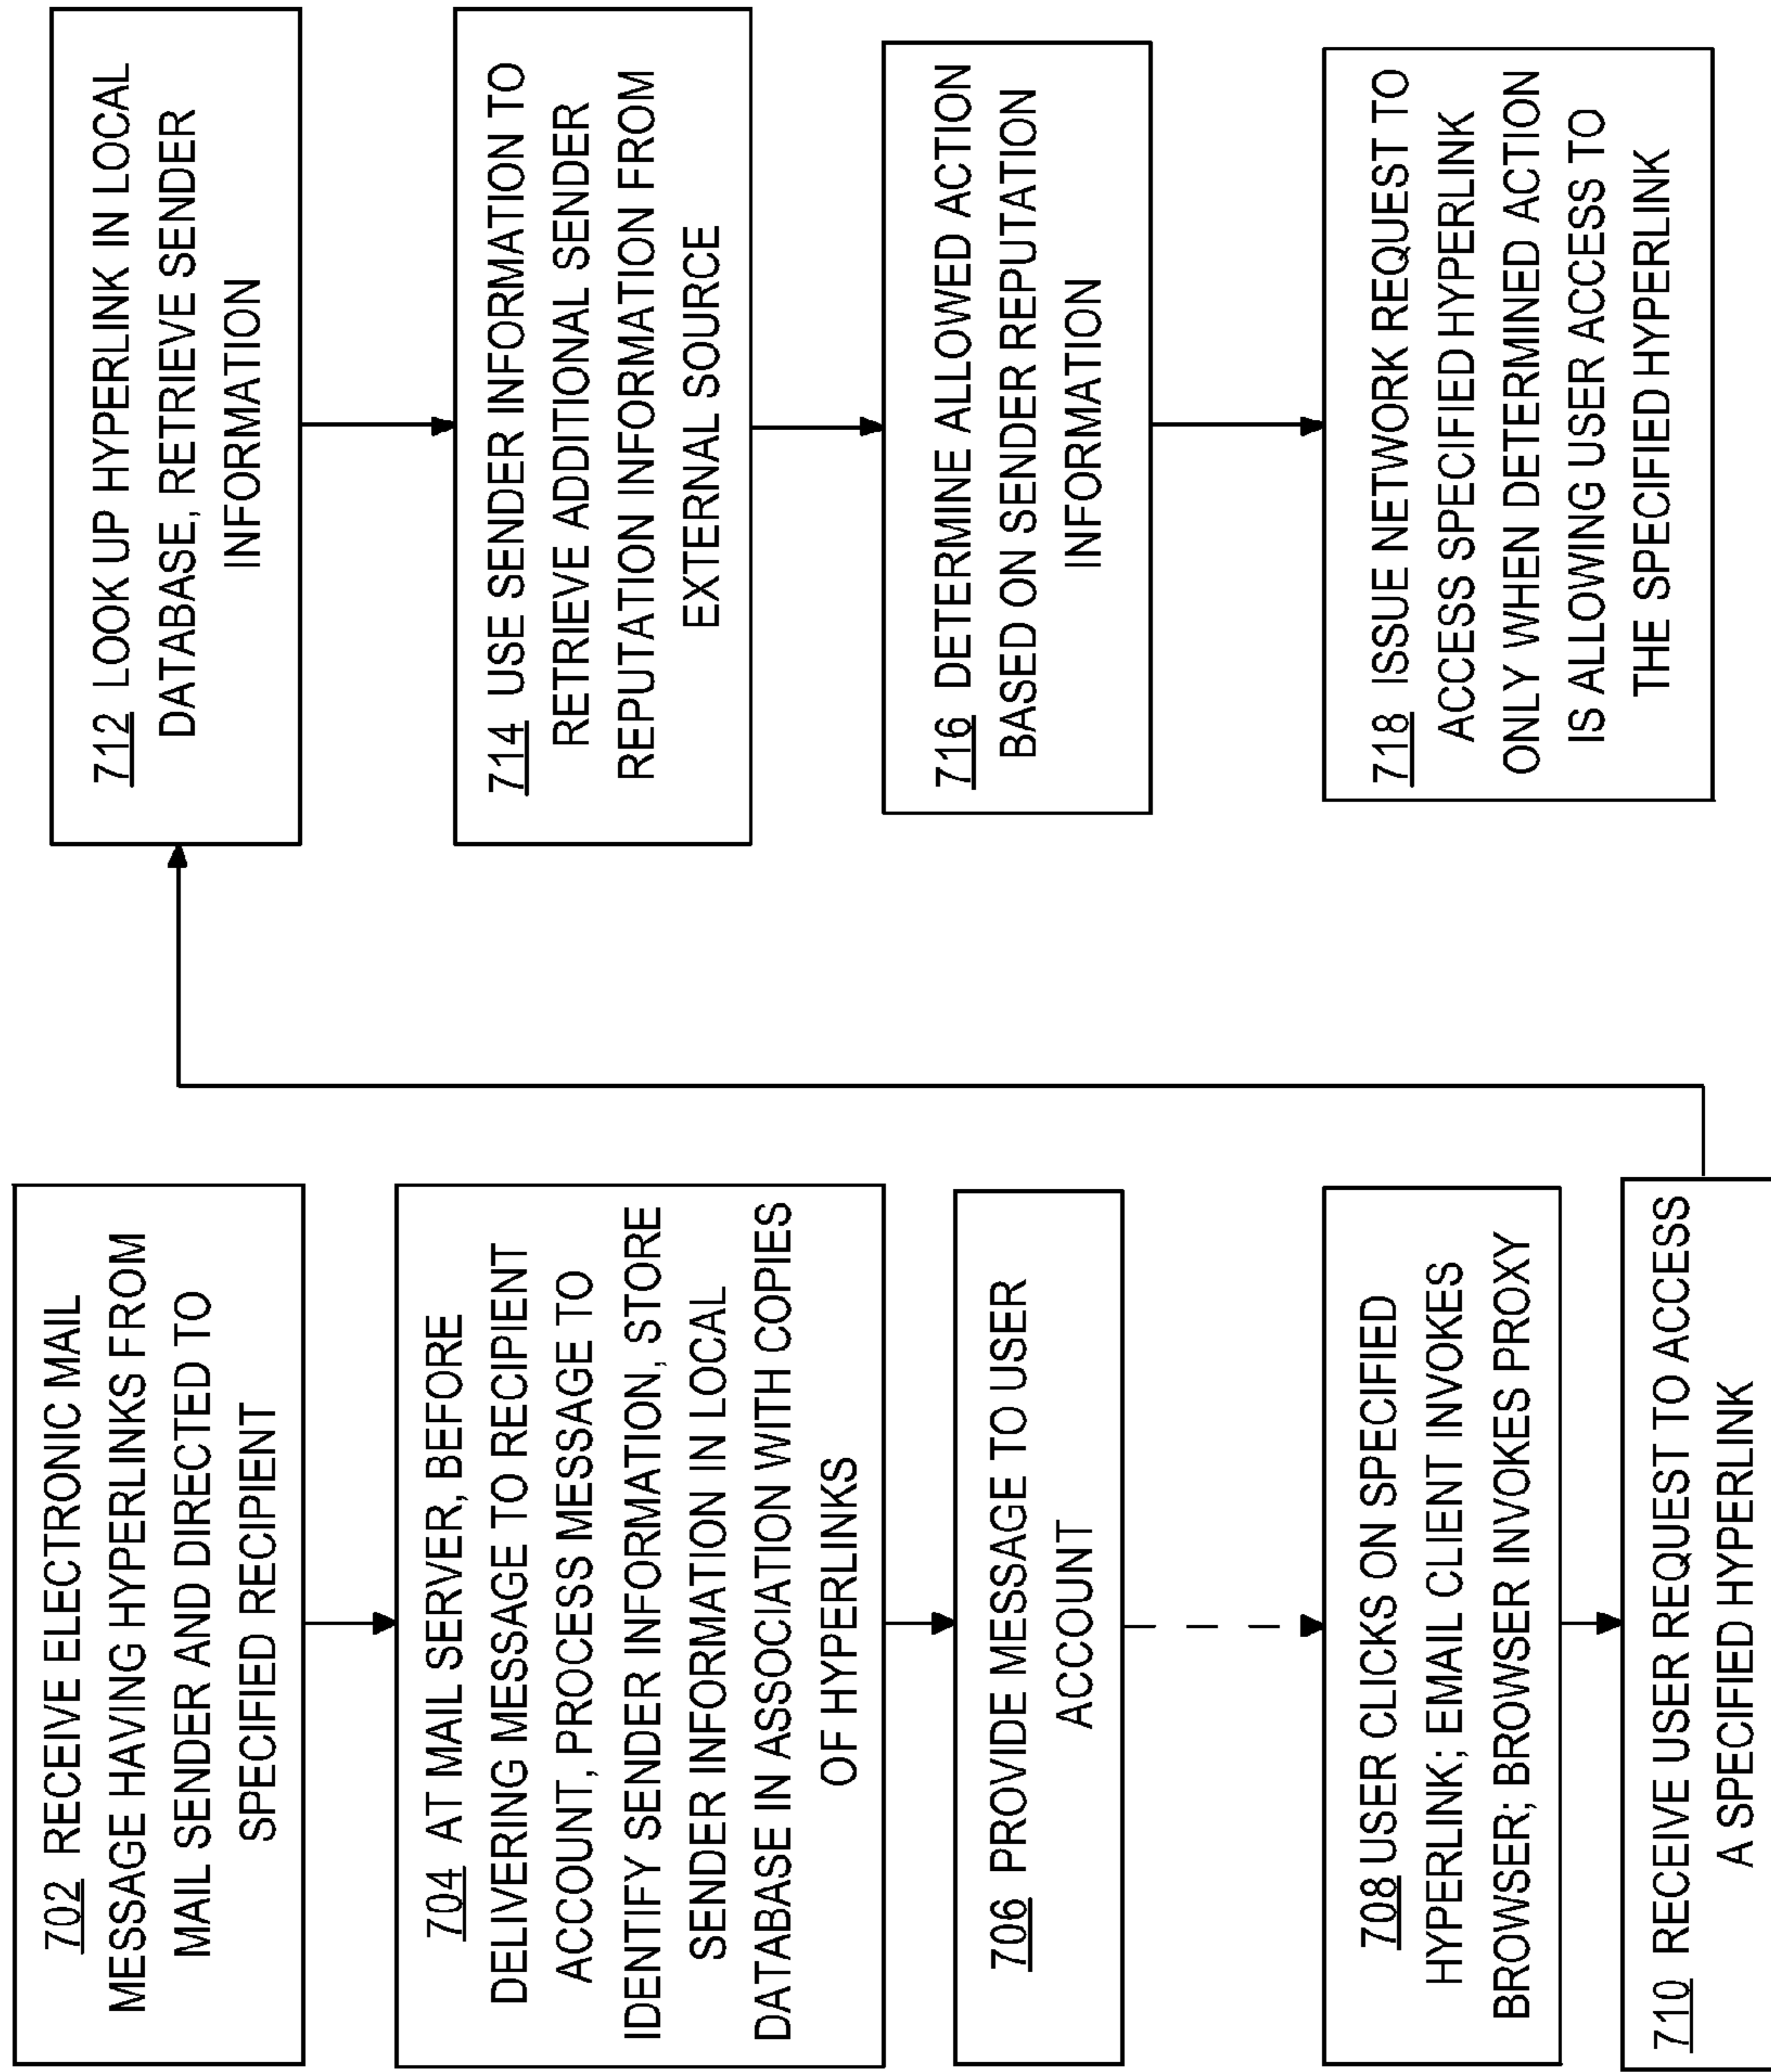 702 RECEIVE ELECTRONIC MAIL
MESSAGE HAVING HYPERLINKS FROM
MAIL SENDER AND DIRECTED TO
SPECIFIED RECIPIENT
704 AT MAIL SERVER, BEFORE
DELIVERING MESSAGE TO RECIPIENT
ACCOUNT, PROCESS MESSAGE TO
IDENTIFY SENDER INFORMATION, STORE
SENDER INFORMATION IN LOCAL
DATABASE IN ASSOCIATION WITH COPIES
OF HYPERLINKS
706 PROVIDE MESSAGE TO USER
ACCOUNT
708 USER CLICKS ON SPECIFIED
HYPERLINK; EMAIL CLIENT INVOKES
BROWSER; BROWSER INVOKES PROXY
710 RECEIVE USER REQUEST TO ACCESS
A SPECIFIED HYPERLINK
712 LOOK UP HYPERLINK IN LOCAL
DATABASE, RETRIEVE SENDER
INFORMATION
714 USE SENDER INFORMATION TO
RETRIEVE ADDITIONAL SENDER
REPUTATION INFORMATION FROM
EXTERNAL SOURCE
716 DETERMINE ALLOWED ACTION
BASED ON SENDER REPUTATION
INFORMATION
718 ISSUE NETWORK REQUEST TO
ACCESS SPECIFIED HYPERLINK
ONLY WHEN DETERMINED ACTION
IS ALLOWING USER ACCESS TO
THE SPECIFIED HYPERLINK